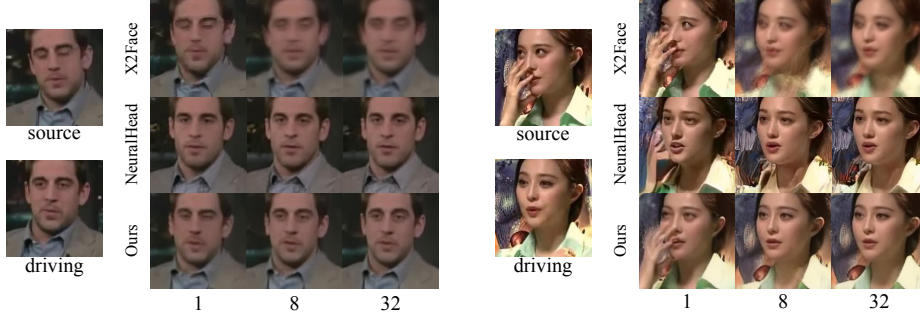 source
driving
X2Face
NeuralHead
Ours
1 8 32
source
driving
X2Face
NeuralHead
Ours
1 8 32